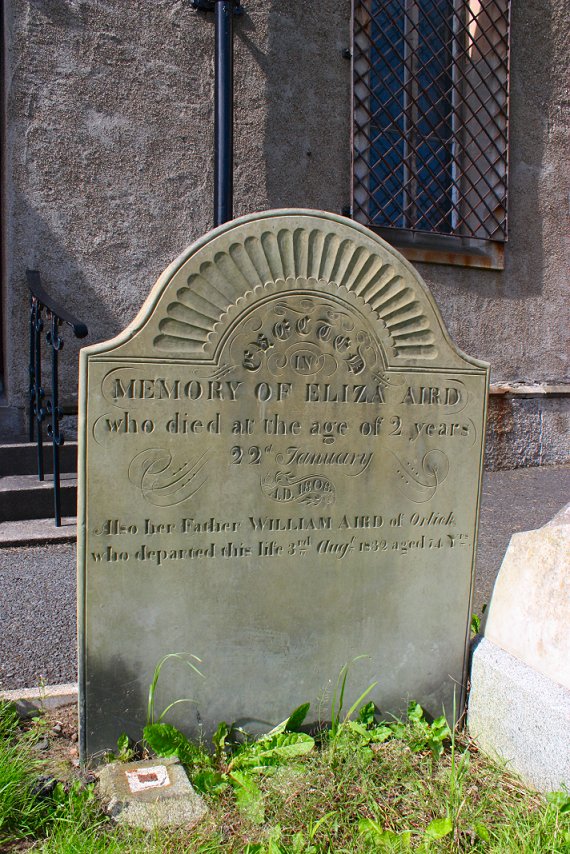 ERECTED
IN
MEMORY OF ELIZA AIRD
who died at the age of 2 years
22d January
A.D. 1808.
Also her Father WILLIAM AIRD of Orlick
who departed this life 3rd Augt 1832 aged 74 Yrs.